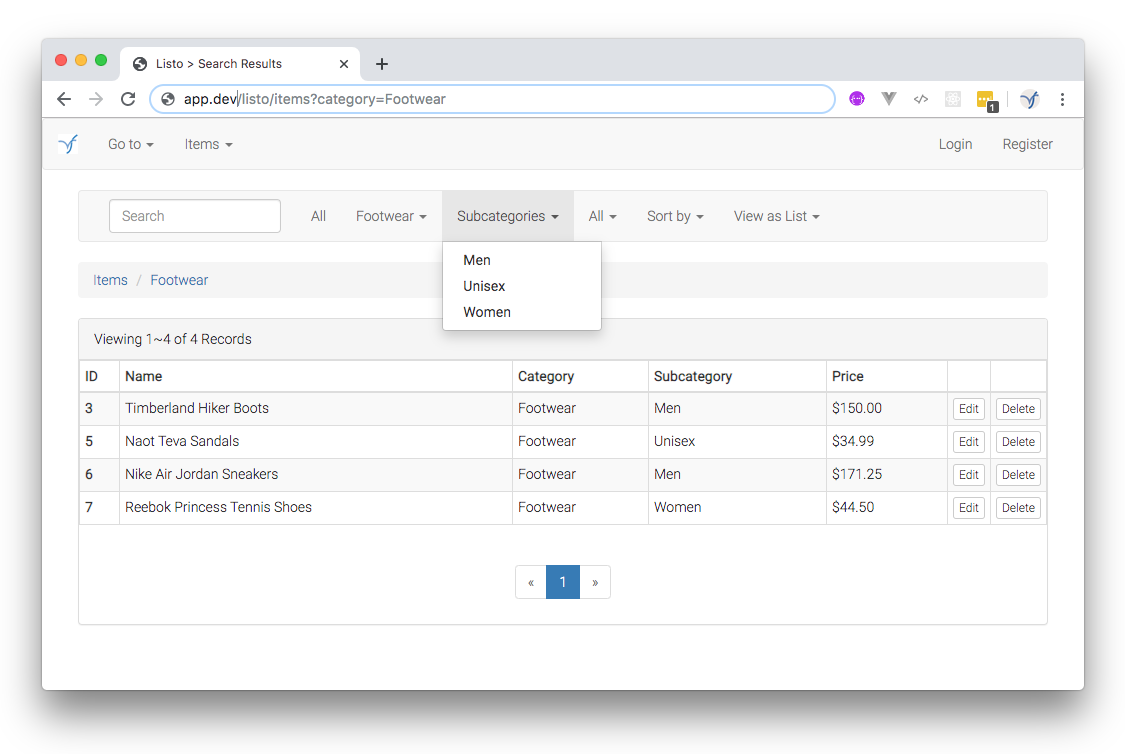 Listo > Search Results
app.dev/listo/items?category=Footwear
1
Go to Items Login Register
Search All Footwear Subcategories All Sort by View as List
Men
Unisex
Women
Items / Footwear
Viewing 1~4 of 4 Records
ID Name Category Subcategory Price
3 Timberland Hiker Boots Footwear Men $150.00 Edit Delete
5 Naot Teva Sandals Footwear Unisex $34.99 Edit Delete
6 Nike Air Jordan Sneakers Footwear Men $171.25 Edit Delete
7 Reebok Princess Tennis Shoes Footwear Women $44.50 Edit Delete
« 1 »